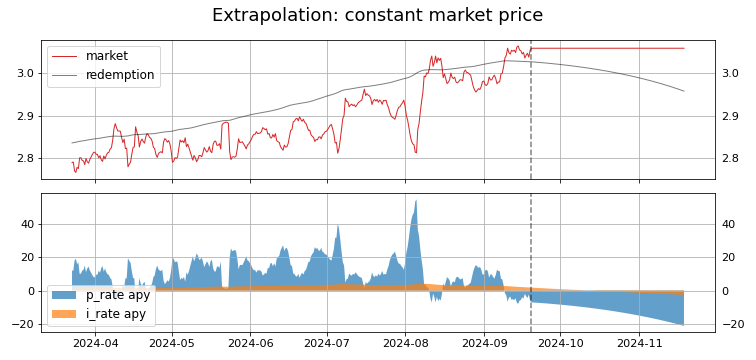 Extrapolation: constant market price
market
redemption
3.0
2.9
2.8
3.0
2.9
2.8
40
20
0
−20
40
20
0
−20
p_rate apy
i_rate apy
2024-04 2024-05 2024-06 2024-07 2024-08 2024-09 2024-10 2024-11